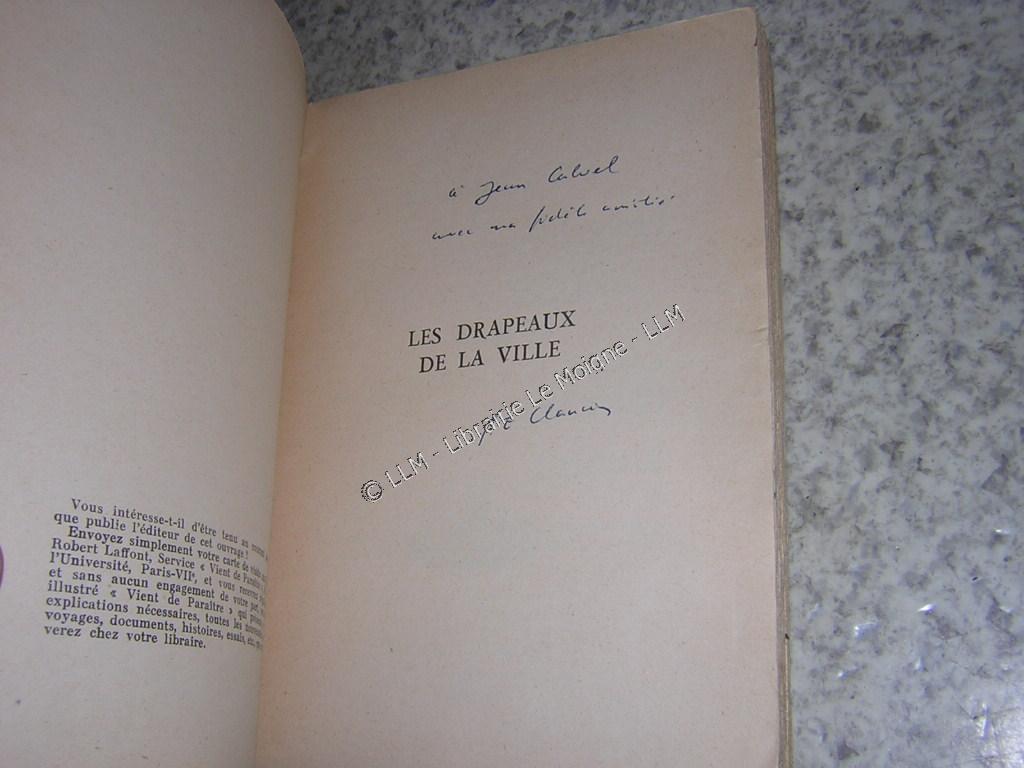 Vous intéresse-t-il d'être tenu au
que publie l'éditeur de cet ouvrage ?
Envoyez simplement votre carte de
Robert Laffont, Service « Vient de
l'Université, Paris-VIIe, et vous recevrez
et sans aucun engagement de votre part,
illustré « Vient de Paraître » qui
explications nécessaires, toutes les
voyages, documents, histoires, essais, etc.
verez chez votre libraire.
à Jean Calvel
avec ma fidèle amitié
LES DRAPEAUX
DE LA VILLE
Clancier
© LLM - Librairie Le Moigne - LLM